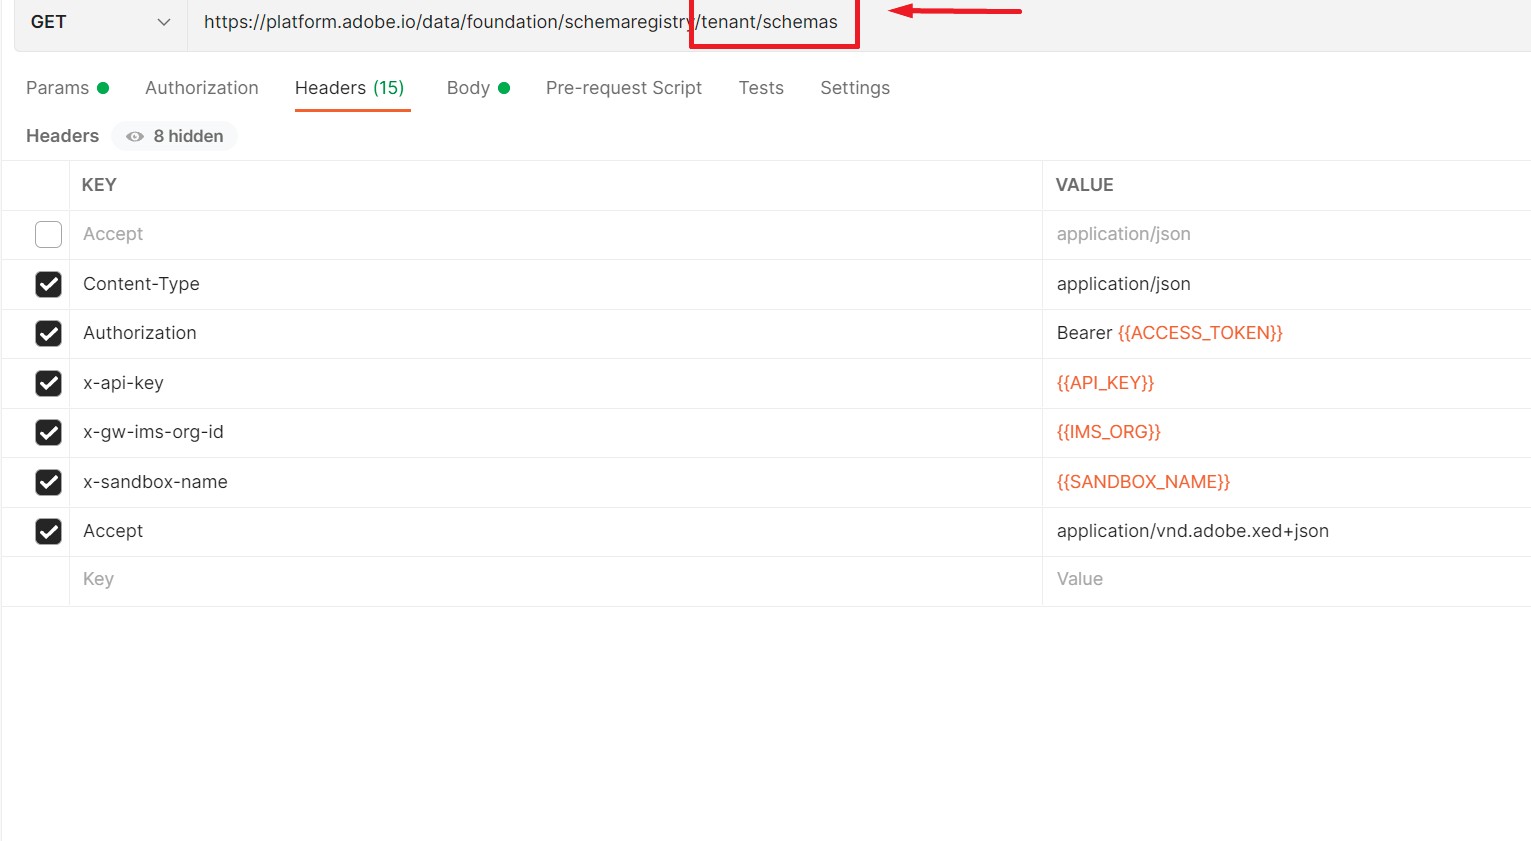 GET https://platform.adobe.io/data/foundation/schemaregistry/tenant/schemas
Params Authorization Headers (15) Body Pre-request Script Tests Settings
Headers 8 hidden
KEY VALUE
Accept application/json
Content-Type application/json
Authorization Bearer {{ACCESS_TOKEN}}
x-api-key {{API_KEY}}
x-gw-ims-org-id {{IMS_ORG}}
x-sandbox-name {{SANDBOX_NAME}}
Accept application/vnd.adobe.xed+json
Key Value